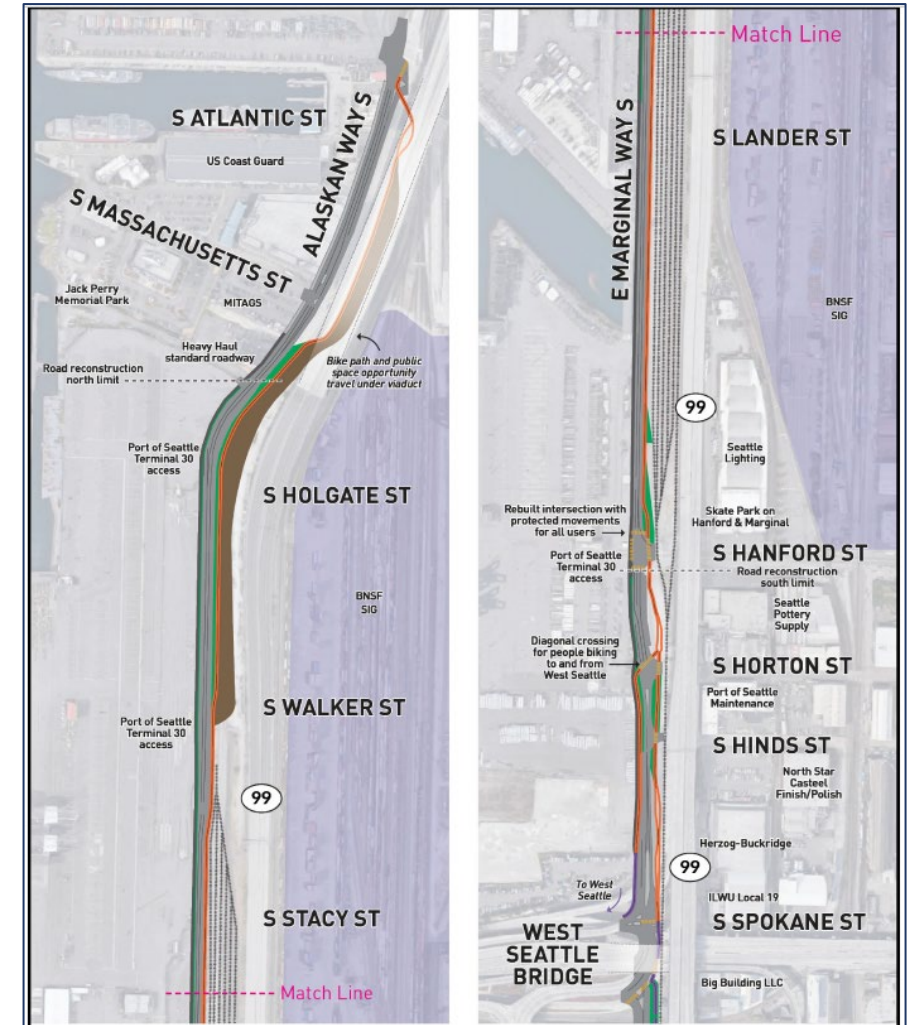 S ATLANTIC ST
ALASKAN WAY S
US Coast Guard
S MASSACHUSETTS ST
Jack Perry
Memorial Park
MITAGS
Heavy Haul
standard roadway
Road reconstruction
north limit
Bike path and public
space opportunity
travel under viaduct
Port of Seattle
Terminal 30
access
S HOLGATE ST
BNSF
SIG
S WALKER ST
Port of Seattle
Terminal 30
access
99
S STACY ST
Match Line
Match Line
S LANDER ST
E MARGINAL WAY S
BNSF
SIG
99
Seattle
Lighting
Rebuilt intersection with
protected movements
for all users
Skate Park on
Hanford & Marginal
S HANFORD ST
Port of Seattle
Terminal 30
access
Road reconstruction
south limit
Seattle
Pottery
Supply
Diagonal crossing
for people biking
to and from
West Seattle
S HORTON ST
Port of Seattle
Maintenance
S HINDS ST
North Star
Casteel
Finish/Polish
Herzog-Buckridge
99
To West
Seattle
ILWU Local 19
S SPOKANE ST
WEST
SEATTLE
BRIDGE
Big Building LLC